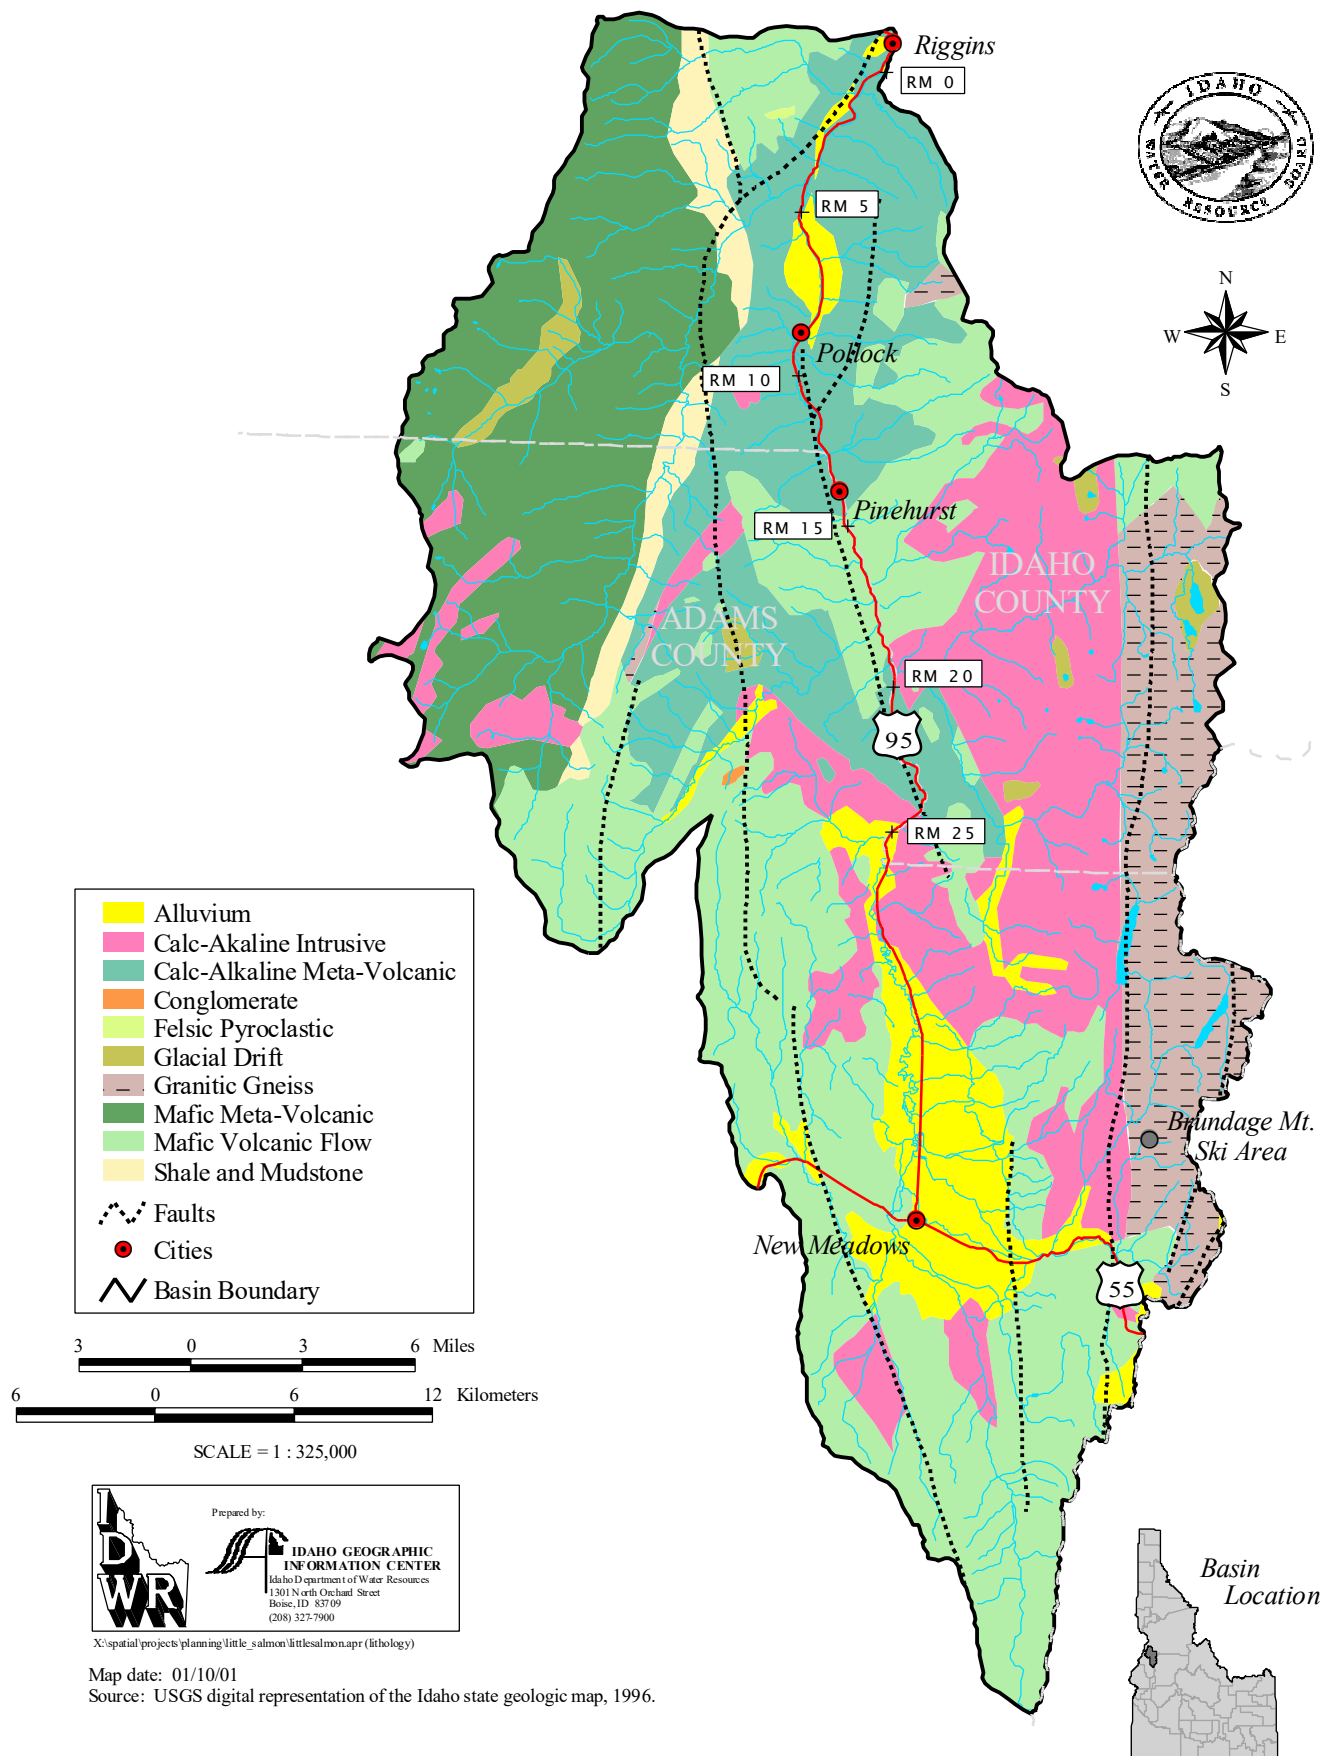 Riggins
RM 0
IDAHO
WATER
RESOURCE
BOARD
RM 5
N
W
E
S
Pollock
RM 10
Pinehurst
RM 15
IDAHO
COUNTY
ADAMS
COUNTY
RM 20
95
RM 25
Alluvium
Calc-Akaline Intrusive
Calc-Alkaline Meta-Volcanic
Conglomerate
Felsic Pyroclastic
Glacial Drift
Granitic Gneiss
Mafic Meta-Volcanic
Mafic Volcanic Flow
Shale and Mudstone
Faults
Cities
Basin Boundary
Brundage Mt.
Ski Area
New Meadows
55
3 0 3 6 Miles
6 0 6 12 Kilometers
SCALE = 1 : 325,000
I
D
WR
Prepared by:
IDAHO GEOGRAPHIC
INFORMATION CENTER
Idaho Department of Water Resources
1301 North Orchard Street
Boise, ID 83709
(208) 327-7900
X:\spatial\projects\planning\little_salmon\littlesalmon.apr (lithology)
Map date: 01/10/01
Source: USGS digital representation of the Idaho state geologic map, 1996.
Basin
Location